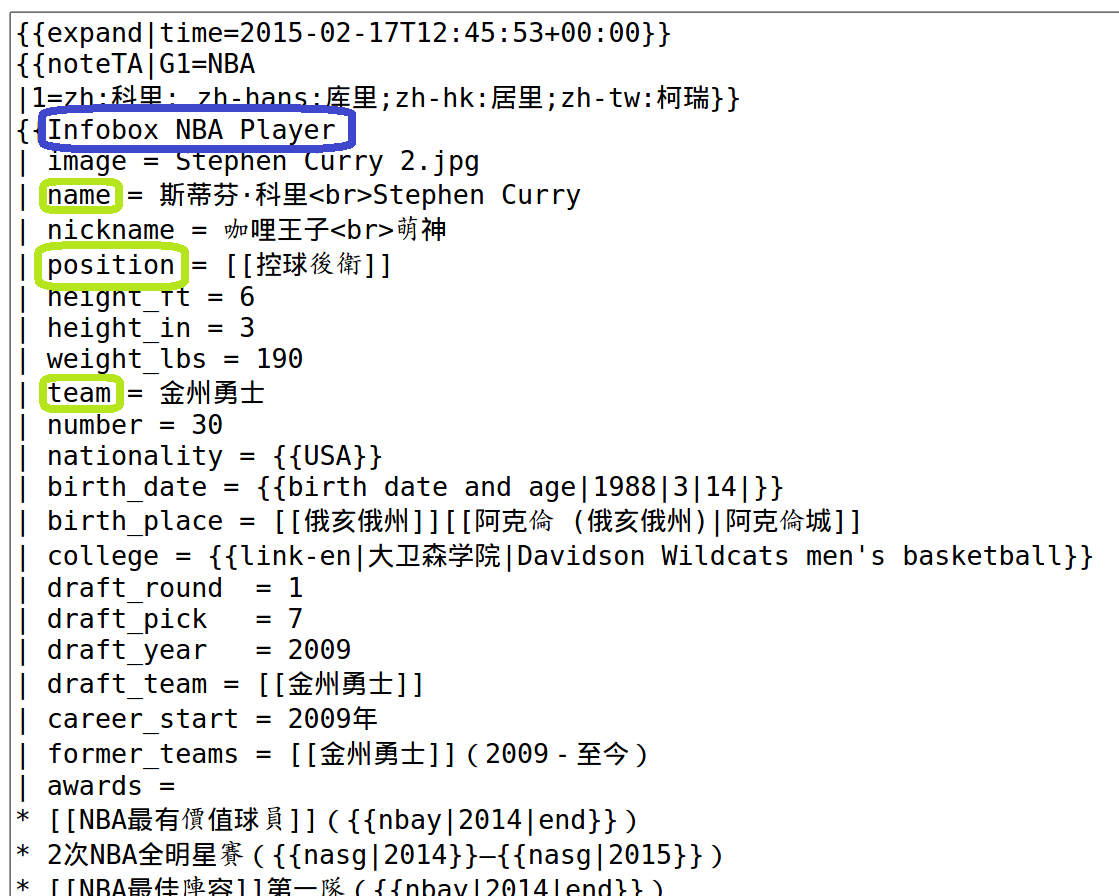 {{expand|time=2015-02-17T12:45:53+00:00}}
{{noteTA|G1=NBA
|1=zh:科里; zh-hans:库里;zh-hk:居里;zh-tw:柯瑞}}
{{Infobox NBA Player
| image = Stephen Curry 2.jpg
| name = 斯蒂芬·科里<br>Stephen Curry
| nickname = 咖哩王子<br>萌神
| position = [[控球後衛]]
| height_ft = 6
| height_in = 3
| weight_lbs = 190
| team = 金州勇士
| number = 30
| nationality = {{USA}}
| birth_date = {{birth date and age|1988|3|14|}}
| birth_place = [[俄亥俄州]][[阿克倫 (俄亥俄州)|阿克倫城]]
| college = {{link-en|大卫森学院|Davidson Wildcats men's basketball}}
| draft_round  = 1
| draft_pick   = 7
| draft_year   = 2009
| draft_team = [[金州勇士]]
| career_start = 2009年
| former_teams = [[金州勇士]]（2009－至今）
| awards =
* [[NBA最有價值球員]]（{{nbay|2014|end}}）
* 2次NBA全明星賽（{{nasg|2014}}—{{nasg|2015}}）
* [[NBA最佳陣容]]第一隊（{{nbay|2014|end}}）